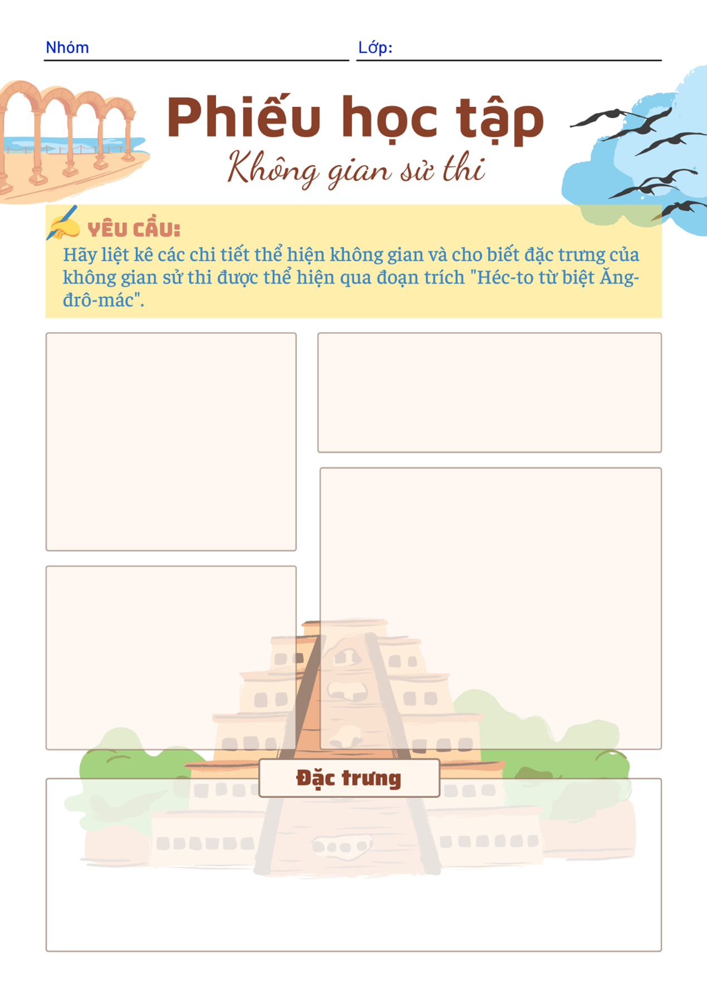 Nhóm
Lớp:
Phiếu học tập
Không gian sử thi
YÊU CẦU:
Hãy liệt kê các chi tiết thể hiện không gian và cho biết đặc trưng của
không gian sử thi được thể hiện qua đoạn trích "Héc-to từ biệt Ăng-
đrô-mác".
Đặc trưng